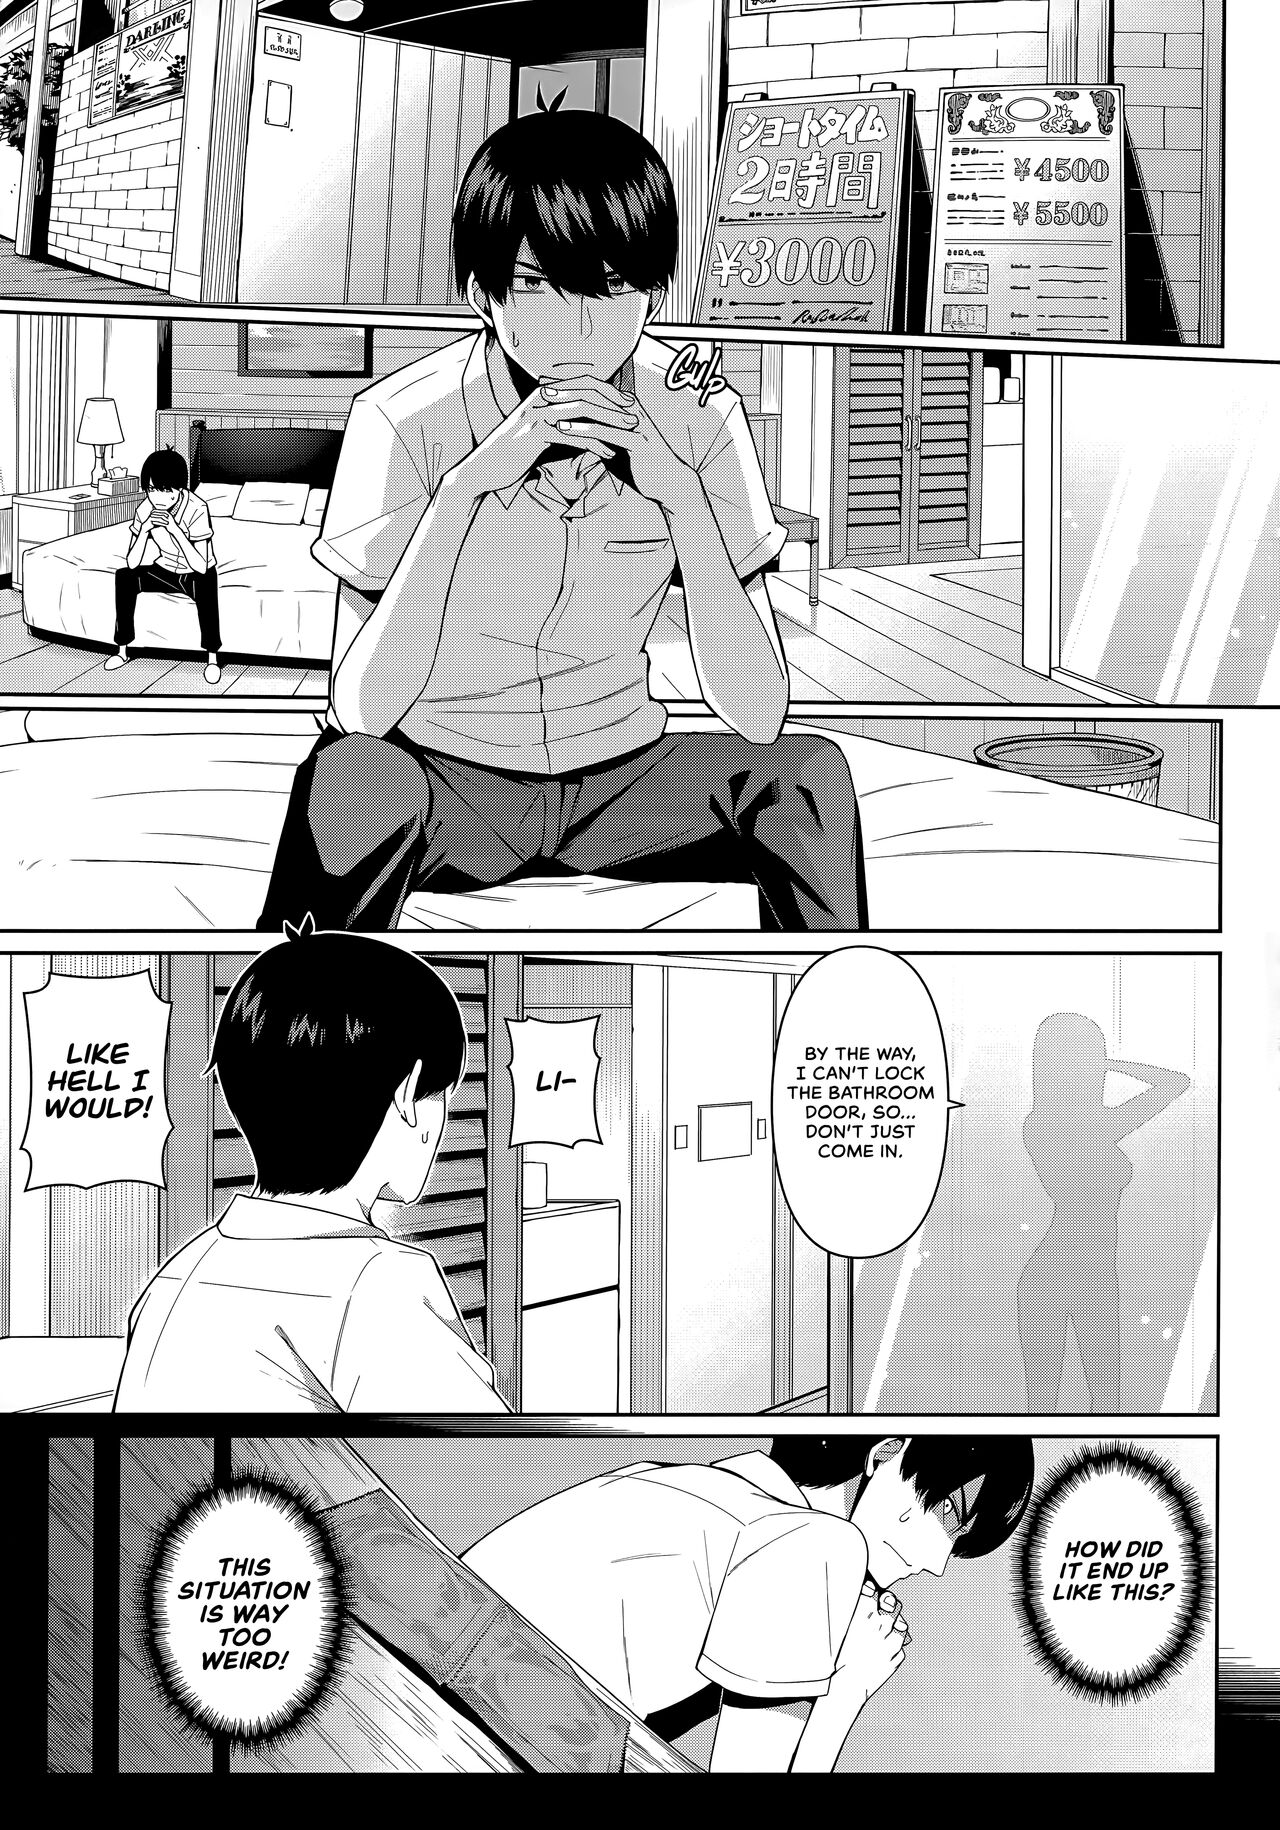 DARLING
ショートタイム
2時間
¥3000
¥4500
¥5500
GULP
BY THE WAY,
I CAN'T LOCK
THE BATHROOM
DOOR, SO...
DON'T JUST
COME IN.
LI-
LIKE
HELL I
WOULD!
HOW DID
IT END UP
LIKE THIS?
THIS
SITUATION
IS WAY
TOO
WEIRD!